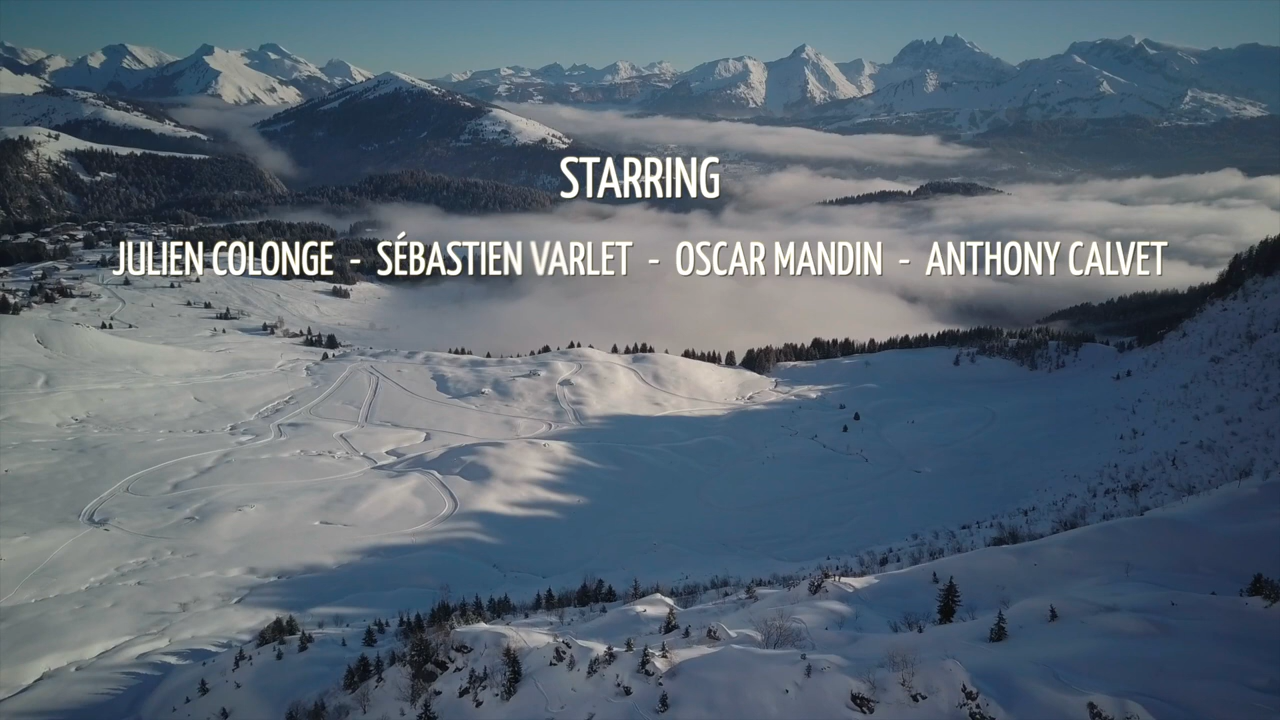 STARRING
JULIEN COLONGE - SÉBASTIEN VARLET - OSCAR MANDIN - ANTHONY CALVET